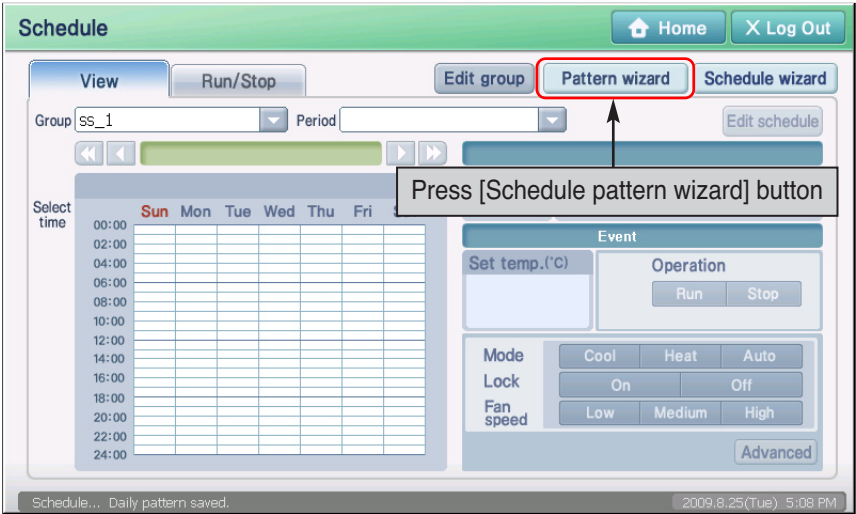 Schedule
Home
X Log Out
View
Run/Stop
Edit group
Pattern wizard
Schedule wizard
Group
ss_1
Period
Edit schedule
Press [Schedule pattern wizard] button
Select
time
Sun Mon Tue Wed Thu Fri
00:00
02:00
04:00
06:00
08:00
10:00
12:00
14:00
16:00
18:00
20:00
22:00
24:00
Event
Set temp.(°C)
Operation
Run
Stop
Mode
Cool
Heat
Auto
Lock
On
Off
Fan
speed
Low
Medium
High
Advanced
Schedule... Daily pattern saved.
2009.8.25(Tue) 5:08 PM